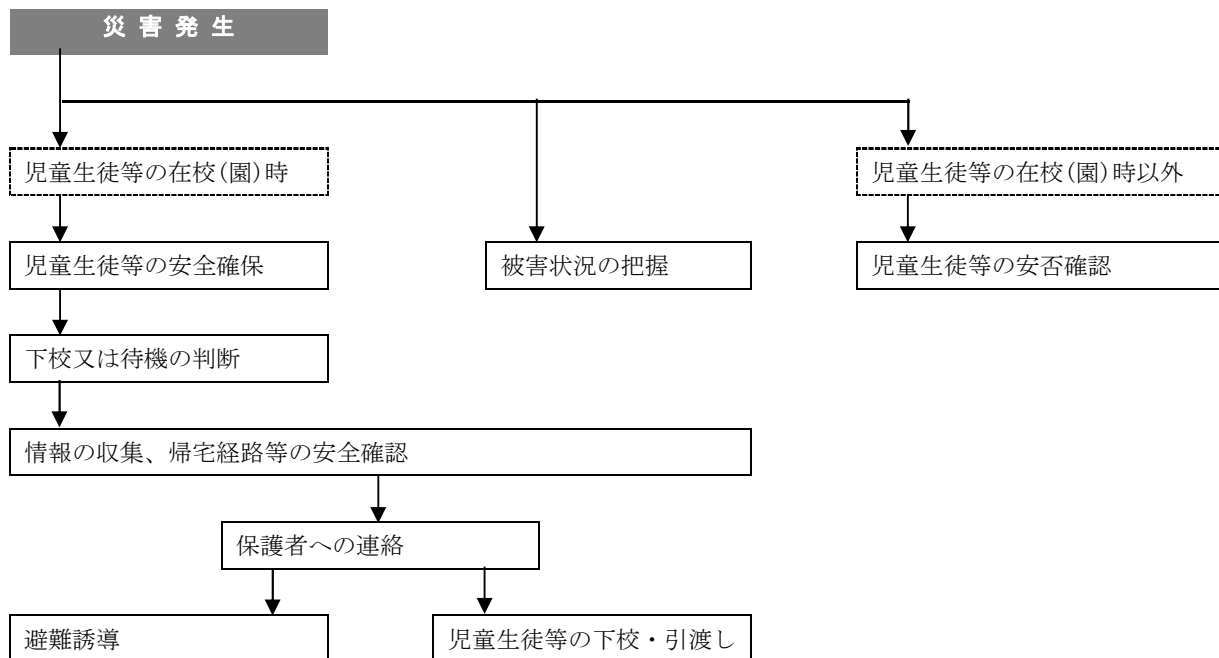 災 害 発 生
児童生徒等の在校(園)時
児童生徒等の在校(園)時以外
児童生徒等の安全確保
被害状況の把握
児童生徒等の安否確認
下校又は待機の判断
情報の収集、帰宅経路等の安全確認
保護者への連絡
避難誘導
児童生徒等の下校・引渡し